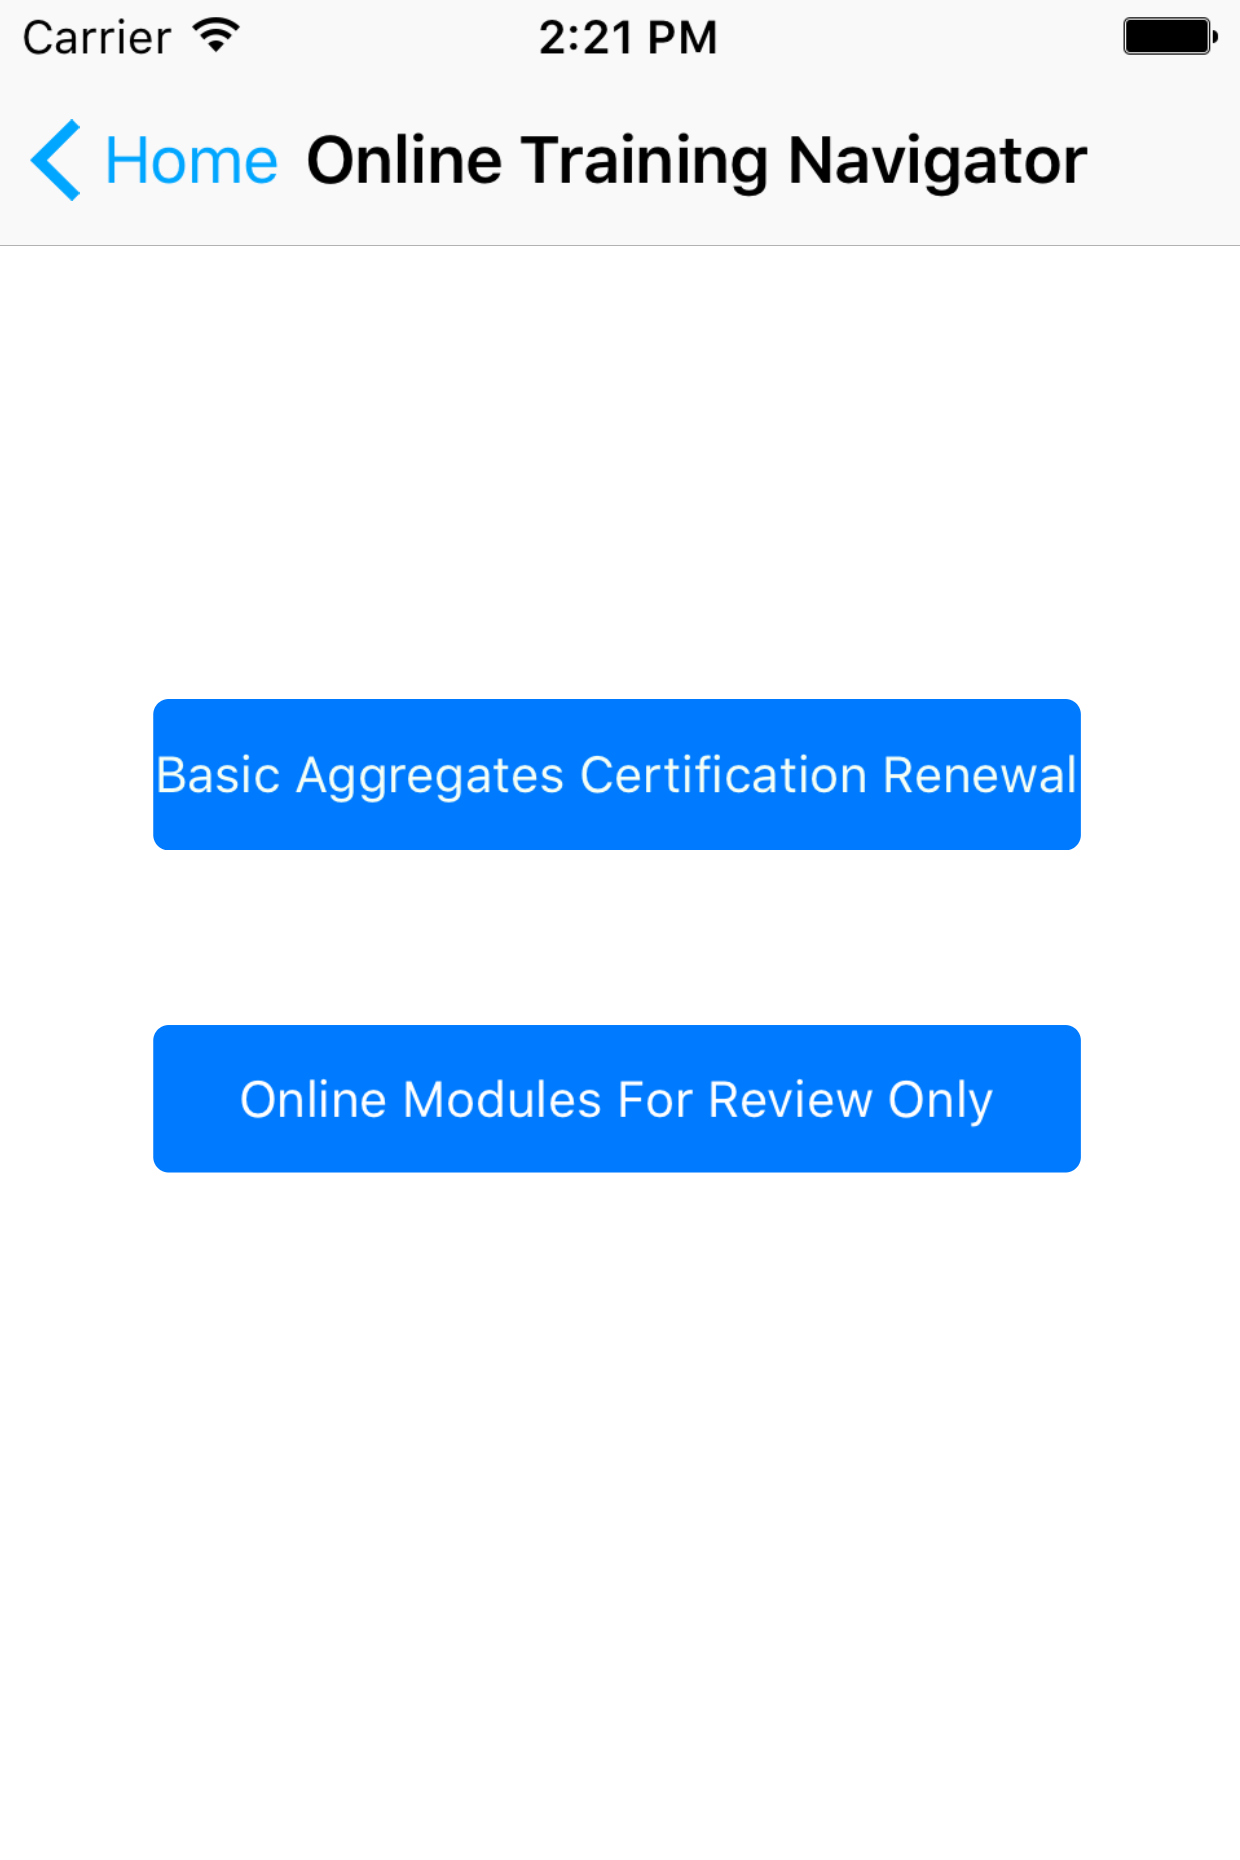 Carrier 2:21 PM
Home Online Training Navigator
Basic Aggregates Certification Renewal
Online Modules For Review Only